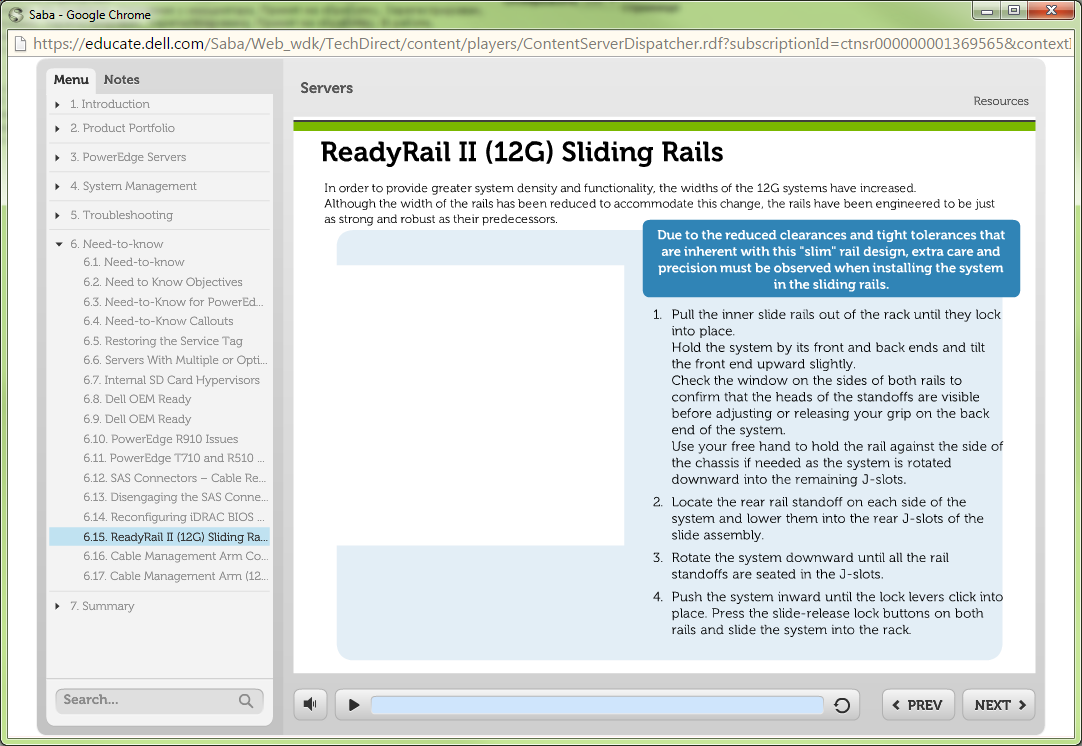 Saba - Google Chrome
https://educate.dell.com/Saba/Web_wdk/TechDirect/content/players/ContentServerDispatcher.rdf?subscriptionId=ctnsr000000001369565&context
Menu
Notes
1. Introduction
2. Product Portfolio
3. PowerEdge Servers
4. System Management
5. Troubleshooting
6. Need-to-know
6.1. Need-to-know
6.2. Need to Know Objectives
6.3. Need-to-Know for PowerEd...
6.4. Need-to-Know Callouts
6.5. Restoring the Service Tag
6.6. Servers With Multiple or Opti...
6.7. Internal SD Card Hypervisors
6.8. Dell OEM Ready
6.9. Dell OEM Ready
6.10. PowerEdge R910 Issues
6.11. PowerEdge T710 and R510 ...
6.12. SAS Connectors – Cable Re...
6.13. Disengaging the SAS Conne...
6.14. Reconfiguring iDRAC BIOS ...
6.15. ReadyRail II (12G) Sliding Ra...
6.16. Cable Management Arm Co...
6.17. Cable Management Arm (12...
7. Summary
Search...
Servers
Resources
ReadyRail II (12G) Sliding Rails
In order to provide greater system density and functionality, the widths of the 12G systems have increased.
Although the width of the rails has been reduced to accommodate this change, the rails have been engineered to be just
as strong and robust as their predecessors.
Due to the reduced clearances and tight tolerances that
are inherent with this "slim" rail design, extra care and
precision must be observed when installing the system
in the sliding rails.
1. Pull the inner slide rails out of the rack until they lock
into place.
Hold the system by its front and back ends and tilt
the front end upward slightly.
Check the window on the sides of both rails to
confirm that the heads of the standoffs are visible
before adjusting or releasing your grip on the back
end of the system.
Use your free hand to hold the rail against the side of
the chassis if needed as the system is rotated
downward into the remaining J-slots.
2. Locate the rear rail standoff on each side of the
system and lower them into the rear J-slots of the
slide assembly.
3. Rotate the system downward until all the rail
standoffs are seated in the J-slots.
4. Push the system inward until the lock levers click into
place. Press the slide-release lock buttons on both
rails and slide the system into the rack.
PREV
NEXT